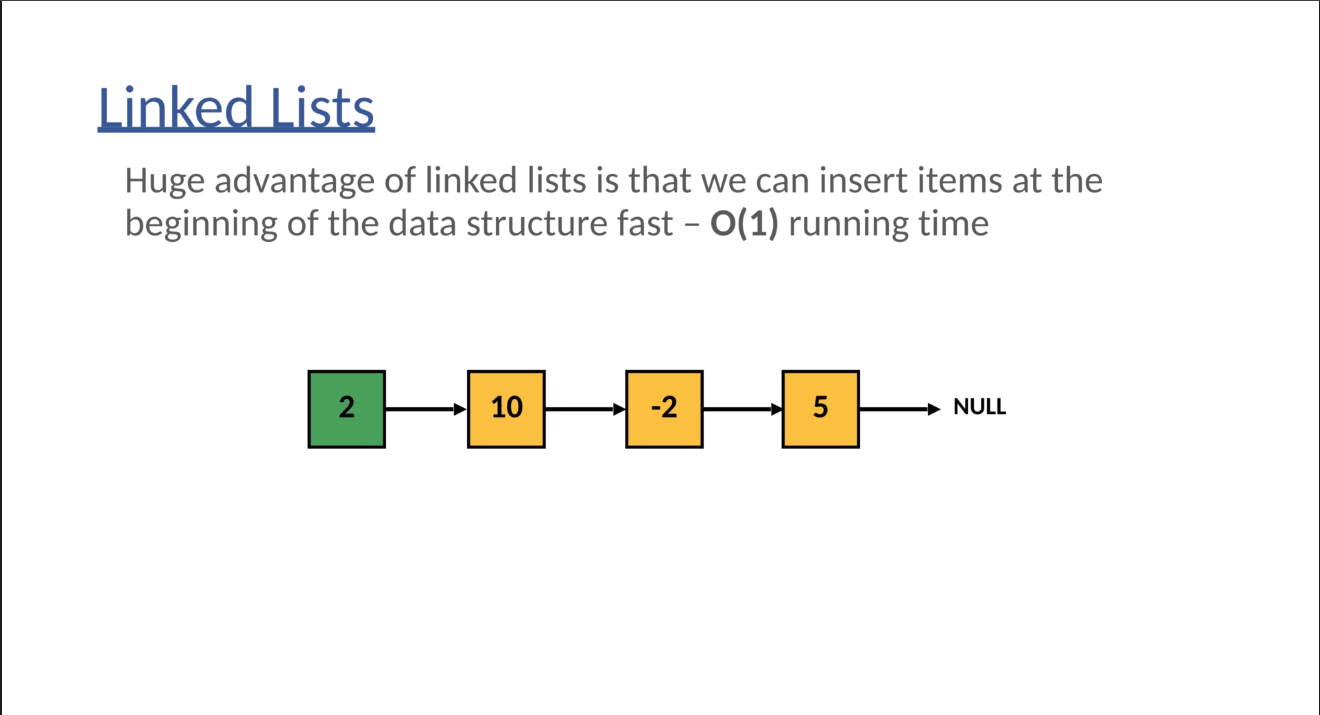 Linked Lists
Huge advantage of linked lists is that we can insert items at the
beginning of the data structure fast – O(1) running time
2 10 -2 5 NULL